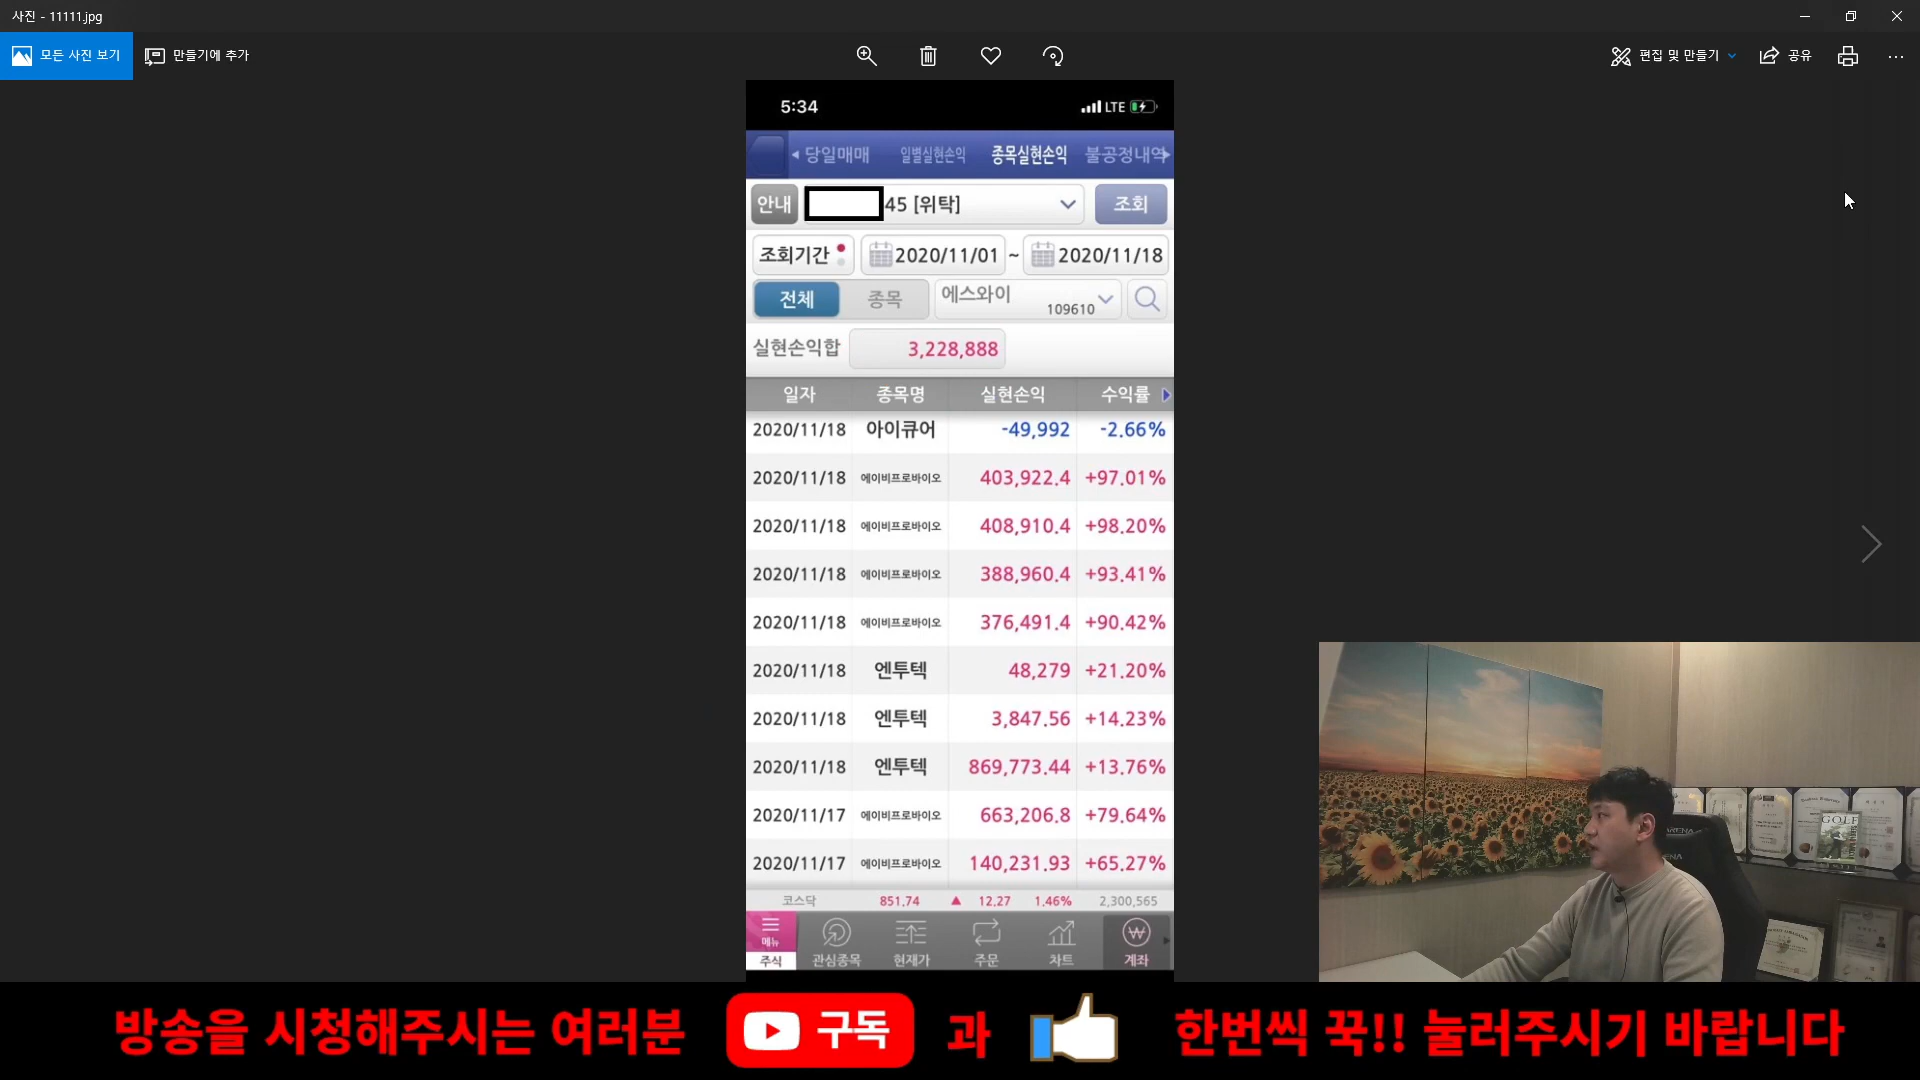 사진 - 11111.jpg
모든 사진 보기
만들기에 추가
편집 및 만들기
공유
5:34
LTE
당일매매 일별실현손익 종목실현손익 불공정내역
안내 45 [위탁] 조회
조회기간 2020/11/01 ~ 2020/11/18
전체 종목 에스와이 109610
실현손익합 3,228,888
일자 종목명 실현손익 수익률
2020/11/18 아이큐어 -49,992 -2.66%
2020/11/18 에이비프로바이오 403,922.4 +97.01%
2020/11/18 에이비프로바이오 408,910.4 +98.20%
2020/11/18 에이비프로바이오 388,960.4 +93.41%
2020/11/18 에이비프로바이오 376,491.4 +90.42%
2020/11/18 엔투텍 48,279 +21.20%
2020/11/18 엔투텍 3,847.56 +14.23%
2020/11/18 엔투텍 869,773.44 +13.76%
2020/11/17 에이비프로바이오 663,206.8 +79.64%
2020/11/17 에이비프로바이오 140,231.93 +65.27%
코스닥 851.74 ▲ 12.27 1.46% 2,300,565
메뉴
주식 관심종목 현재가 주문 차트 계좌
GOLF
방송을 시청해주시는 여러분 구독 과 한번씩 꾹!! 눌러주시기 바랍니다